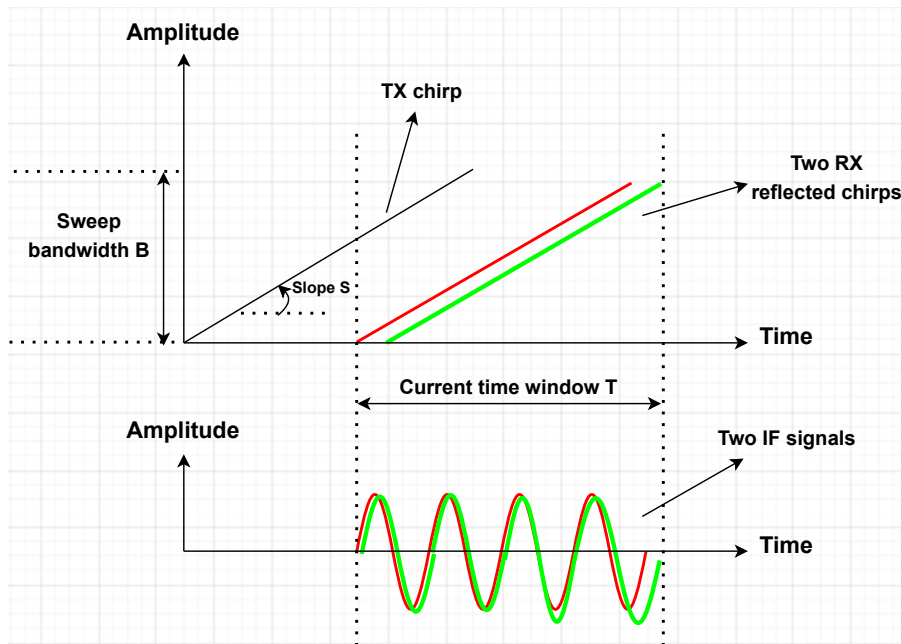 Amplitude
TX chirp
Two RX
reflected chirps
Sweep
bandwidth B
Slope S
Time
Current time window T
Amplitude
Two IF signals
Time